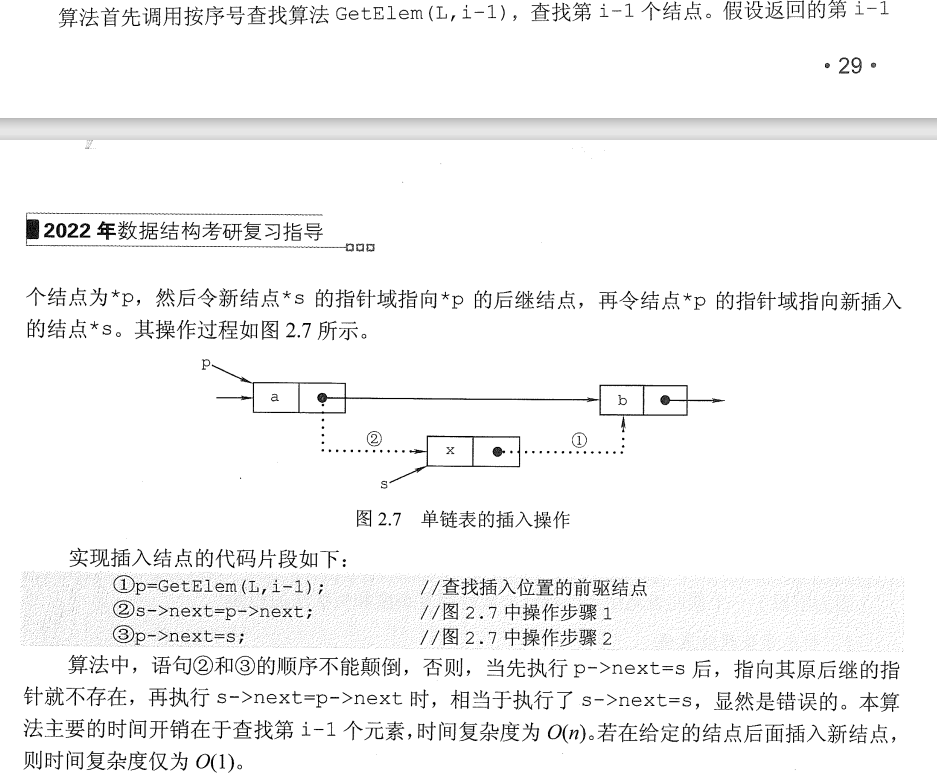 算法首先调用按序号查找算法 GetElem(L,i-1)，查找第 i-1 个结点。假设返回的第 i-1
·29·
2022 年数据结构考研复习指导
个结点为*p，然后令新结点*s 的指针域指向*p 的后继结点，再令结点*p 的指针域指向新插入
的结点*s。其操作过程如图 2.7 所示。
p
a
b
②
①
x
s
图 2.7 单链表的插入操作
实现插入结点的代码片段如下：
①p=GetElem(L,i-1); //查找插入位置的前驱结点
②s->next=p->next; //图 2.7 中操作步骤 1
③p->next=s; //图 2.7 中操作步骤 2
算法中，语句②和③的顺序不能颠倒，否则，当先执行 p->next=s 后，指向其原后继的指
针就不存在，再执行 s->next=p->next 时，相当于执行了 s->next=s，显然是错误的。本算
法主要的时间开销在于查找第 i-1 个元素，时间复杂度为 O(n)。若在给定的结点后面插入新结点，
则时间复杂度仅为 O(1)。